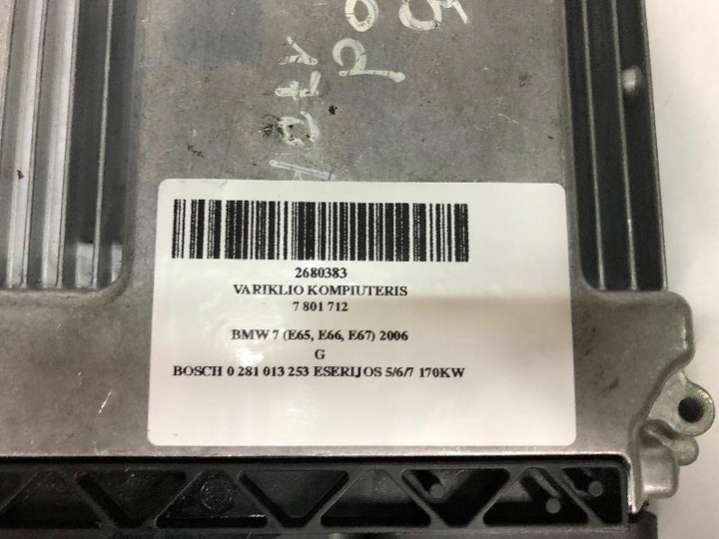 2680383
VARIKLIO KOMPIUTERIS
7 801 712
BMW 7 (E65, E66, E67) 2006
G
BOSCH 0 281 013 253 ESERIJOS 5/6/7 170KW